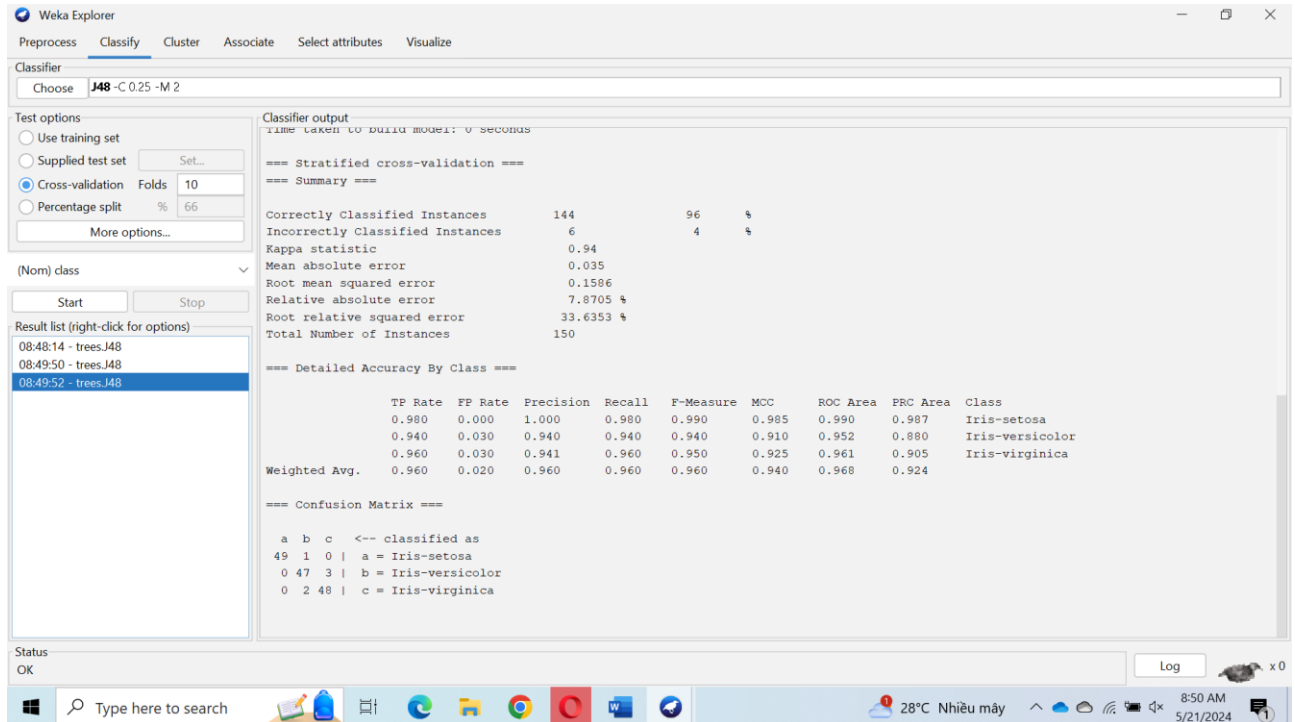 Weka Explorer
Preprocess Classify Cluster Associate Select attributes Visualize
Classifier
Choose J48 -C 0.25 -M 2
Test options
Use training set
Supplied test set Set...
Cross-validation Folds 10
Percentage split % 66
More options...
(Nom) class
Start Stop
Result list (right-click for options)
08:48:14 - trees.J48
08:49:50 - trees.J48
08:49:52 - trees.J48
Classifier output
Time taken to build model: 0 seconds
=== Stratified cross-validation ===
=== Summary ===
Correctly Classified Instances 144 96 %
Incorrectly Classified Instances 6 4 %
Kappa statistic 0.94
Mean absolute error 0.035
Root mean squared error 0.1586
Relative absolute error 7.8705 %
Root relative squared error 33.6353 %
Total Number of Instances 150
=== Detailed Accuracy By Class ===
TP Rate FP Rate Precision Recall F-Measure MCC ROC Area PRC Area Class
0.980 0.000 1.000 0.980 0.990 0.985 0.990 0.987 Iris-setosa
0.940 0.030 0.940 0.940 0.940 0.910 0.952 0.880 Iris-versicolor
0.960 0.030 0.941 0.960 0.950 0.925 0.961 0.905 Iris-virginica
Weighted Avg. 0.960 0.020 0.960 0.960 0.960 0.940 0.968 0.924
=== Confusion Matrix ===
a b c <-- classified as
49 1 0 | a = Iris-setosa
0 47 3 | b = Iris-versicolor
0 2 48 | c = Iris-virginica
Status
OK
Log x 0
Type here to search
1 28°C Nhiều mây
8:50 AM
5/21/2024
1